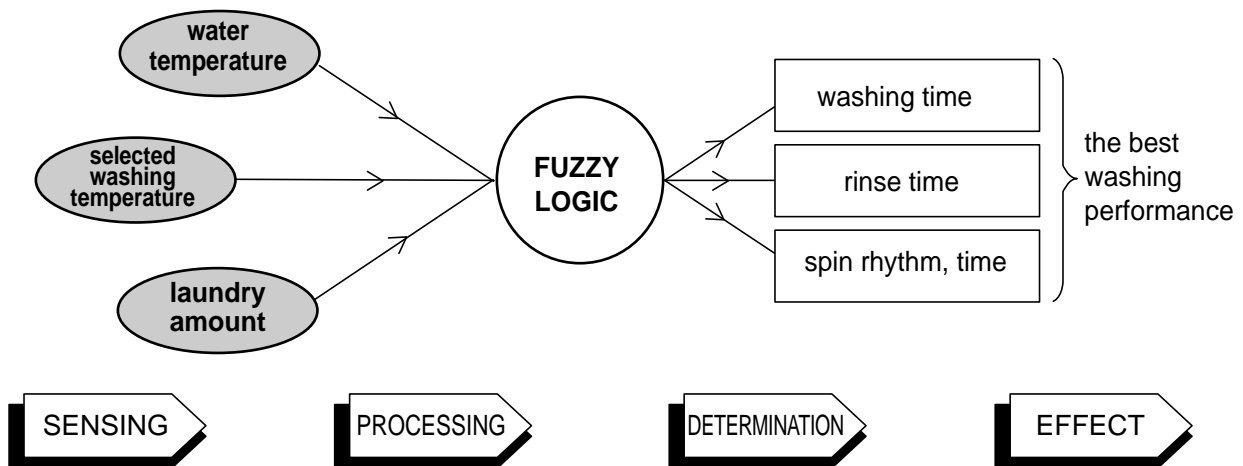 water
temperature
selected
washing
temperature
laundry
amount
FUZZY
LOGIC
washing time
rinse time
spin rhythm, time
the best
washing
performance
SENSING
PROCESSING
DETERMINATION
EFFECT